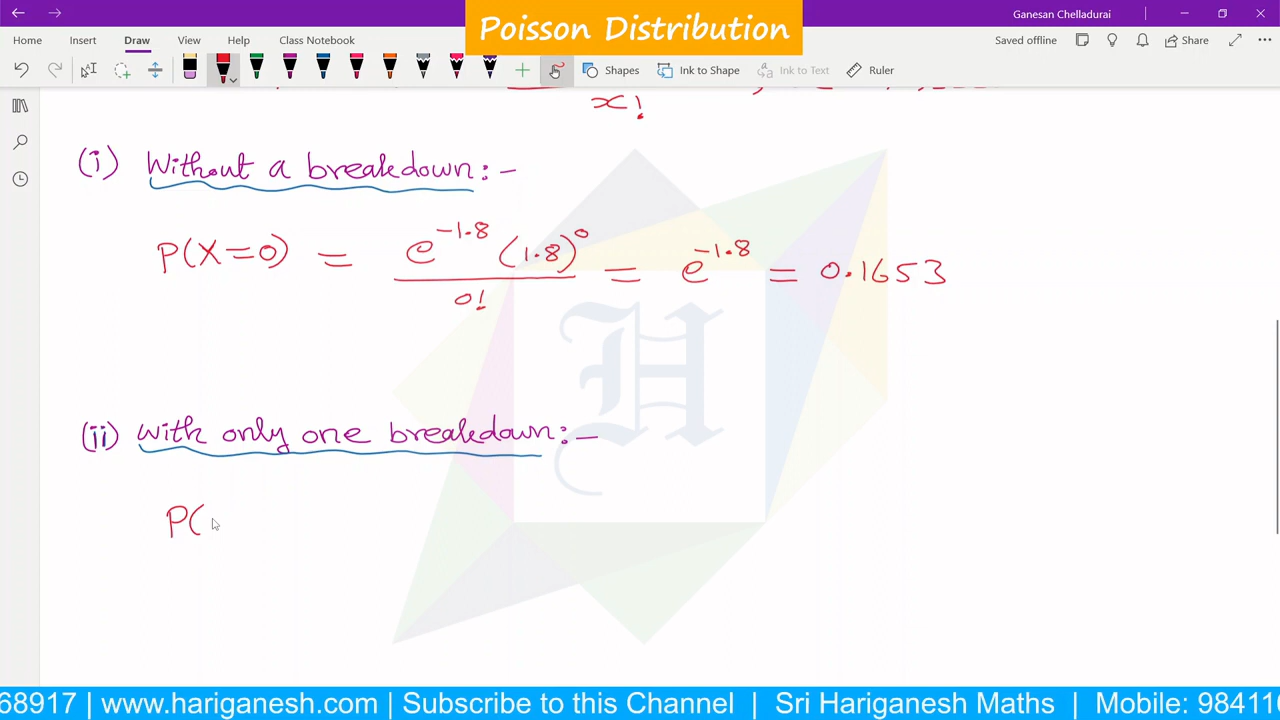 Poisson Distribution
Ganesan Chelladurai
Home Insert Draw View Help Class Notebook
Saved offline Share
Shapes Ink to Shape Ink to Text Ruler
x!
(i) Without a breakdown:-
P(X=0) = e^-1.8 (1.8)^0 / 0! = e^-1.8 = 0.1653
H
(ii) with only one breakdown:-
P(
68917 | www.hariganesh.com | Subscribe to this Channel | Sri Hariganesh Maths | Mobile: 98411